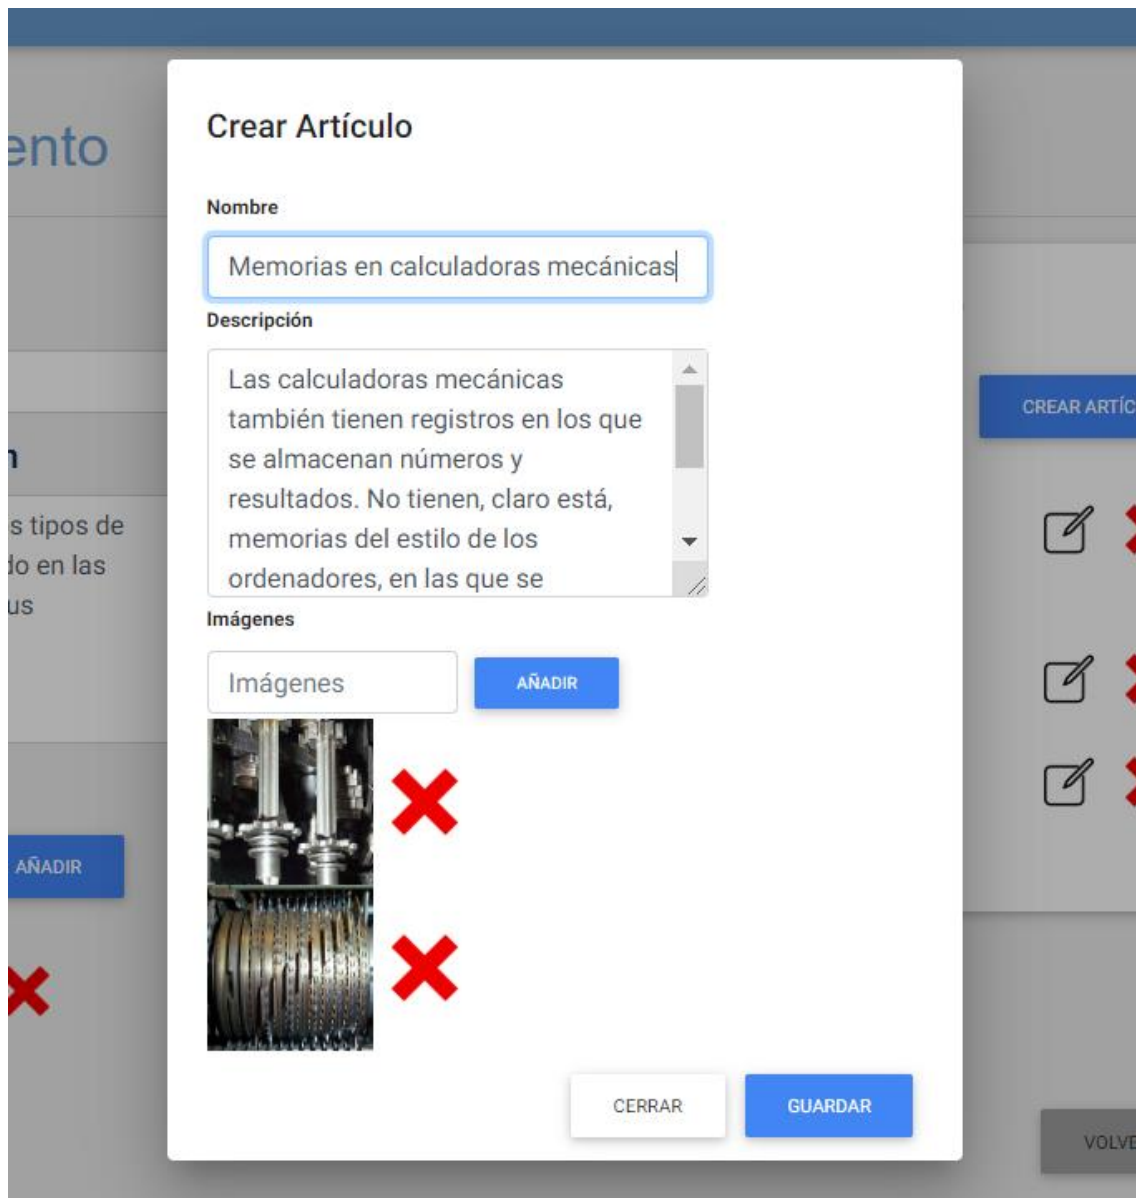 ento
Crear Artículo
Nombre
Memorias en calculadoras mecánicas
Descripción
Las calculadoras mecánicas
también tienen registros en los que
se almacenan números y
resultados. No tienen, claro está,
memorias del estilo de los
ordenadores, en las que se
Imágenes
Imágenes
AÑADIR
CERRAR
GUARDAR
n
s tipos de
do en las
us
AÑADIR
CREAR ARTÍC
VOLVE